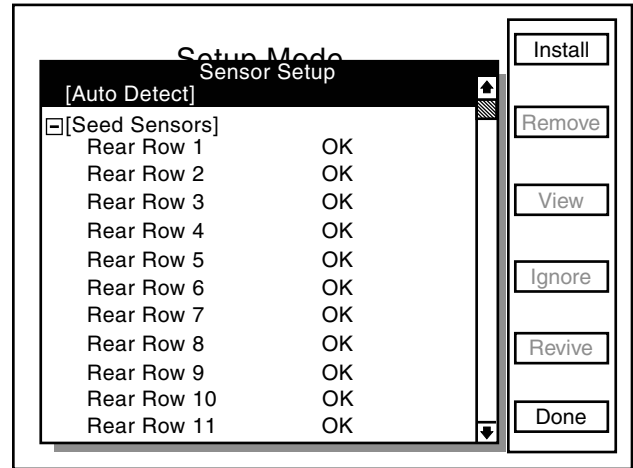 Setup Mode
Sensor Setup
[Auto Detect]
[Seed Sensors]
Rear Row 1 OK
Rear Row 2 OK
Rear Row 3 OK
Rear Row 4 OK
Rear Row 5 OK
Rear Row 6 OK
Rear Row 7 OK
Rear Row 8 OK
Rear Row 9 OK
Rear Row 10 OK
Rear Row 11 OK
Install
Remove
View
Ignore
Revive
Done